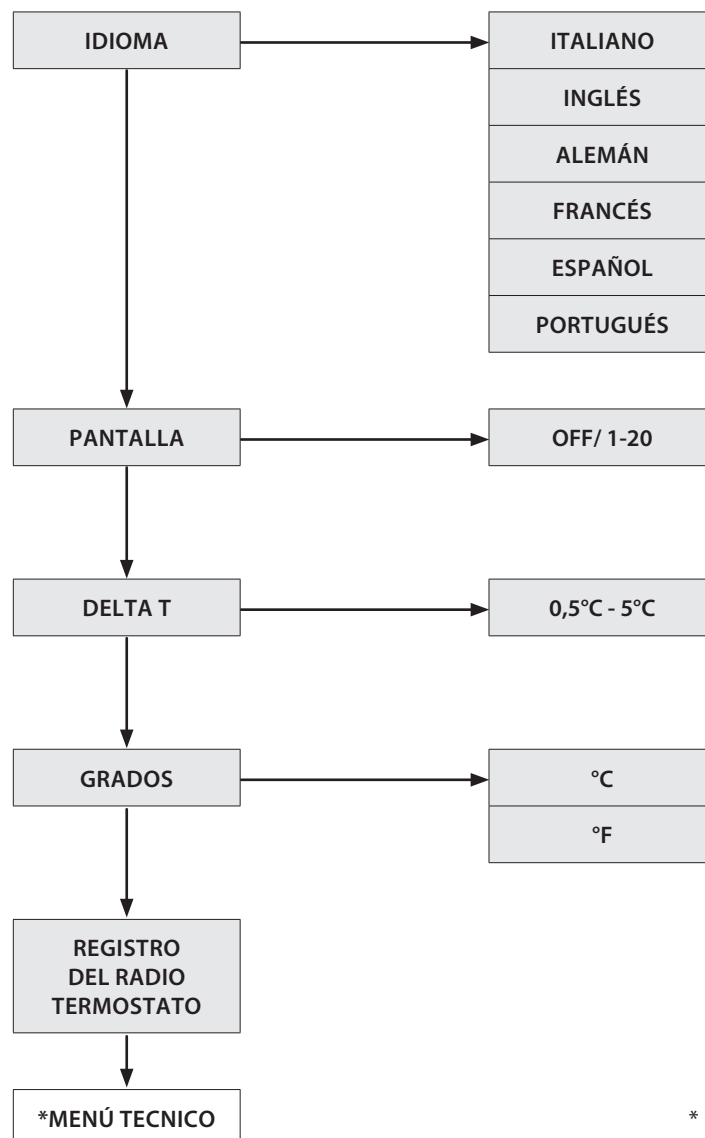 IDIOMA
ITALIANO
INGLÉS
ALEMÁN
FRANCÉS
ESPAÑOL
PORTUGUÉS
PANTALLA
OFF/ 1-20
DELTA T
0,5°C - 5°C
GRADOS
°C
°F
REGISTRO
DEL RADIO
TERMOSTATO
*MENÚ TECNICO
*